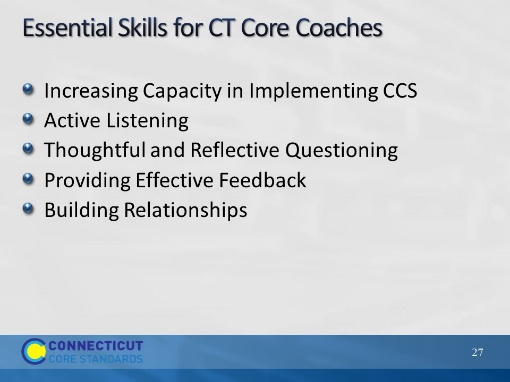 Essential Skills for CT Core Coaches
Increasing Capacity in Implementing CCS
Active Listening
Thoughtful and Reflective Questioning
Providing Effective Feedback
Building Relationships
CONNECTICUT
CORE STANDARDS
27